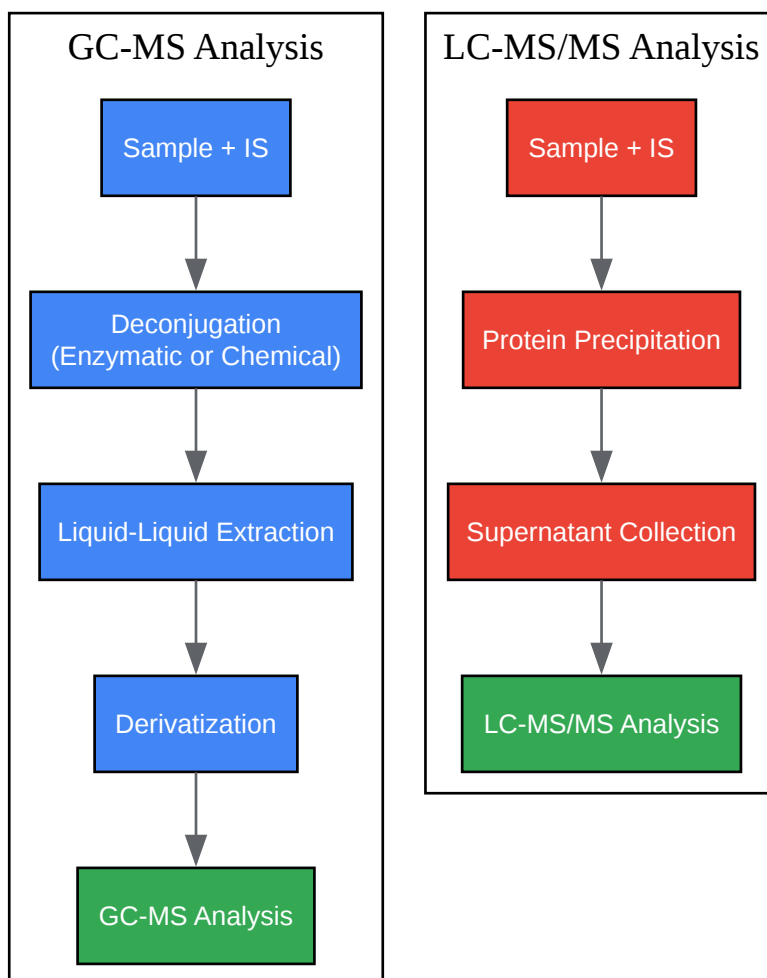 GC-MS Analysis
Sample + IS
Deconjugation
(Enzymatic or Chemical)
Liquid-Liquid Extraction
Derivatization
GC-MS Analysis
LC-MS/MS Analysis
Sample + IS
Protein Precipitation
Supernatant Collection
LC-MS/MS Analysis